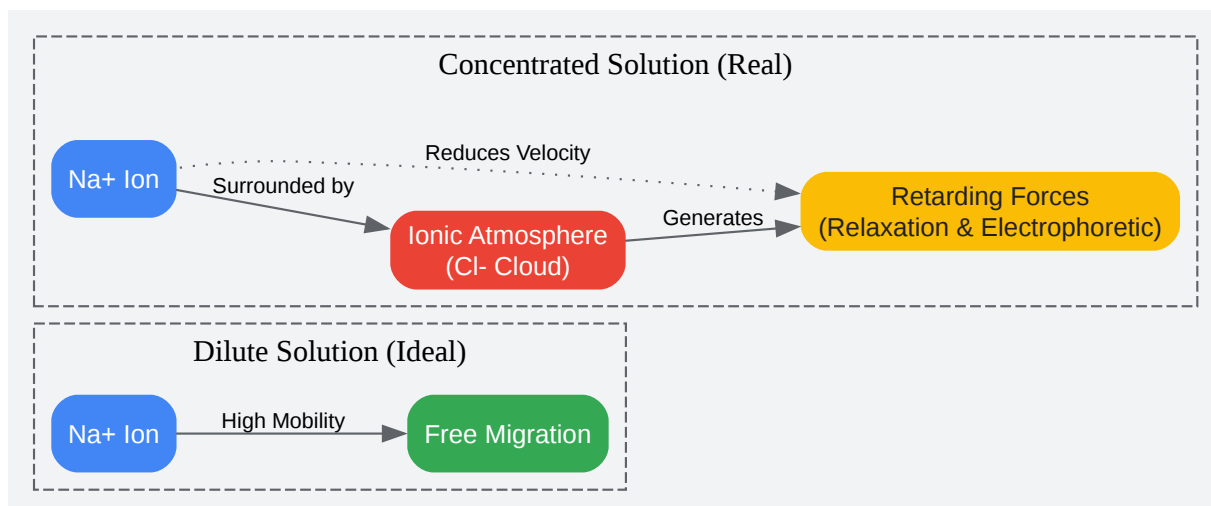 Concentrated Solution (Real)
Na+ Ion
Reduces Velocity
Surrounded by
Ionic Atmosphere
(Cl- Cloud)
Generates
Retarding Forces
(Relaxation & Electrophoretic)
Dilute Solution (Ideal)
Na+ Ion
High Mobility
Free Migration